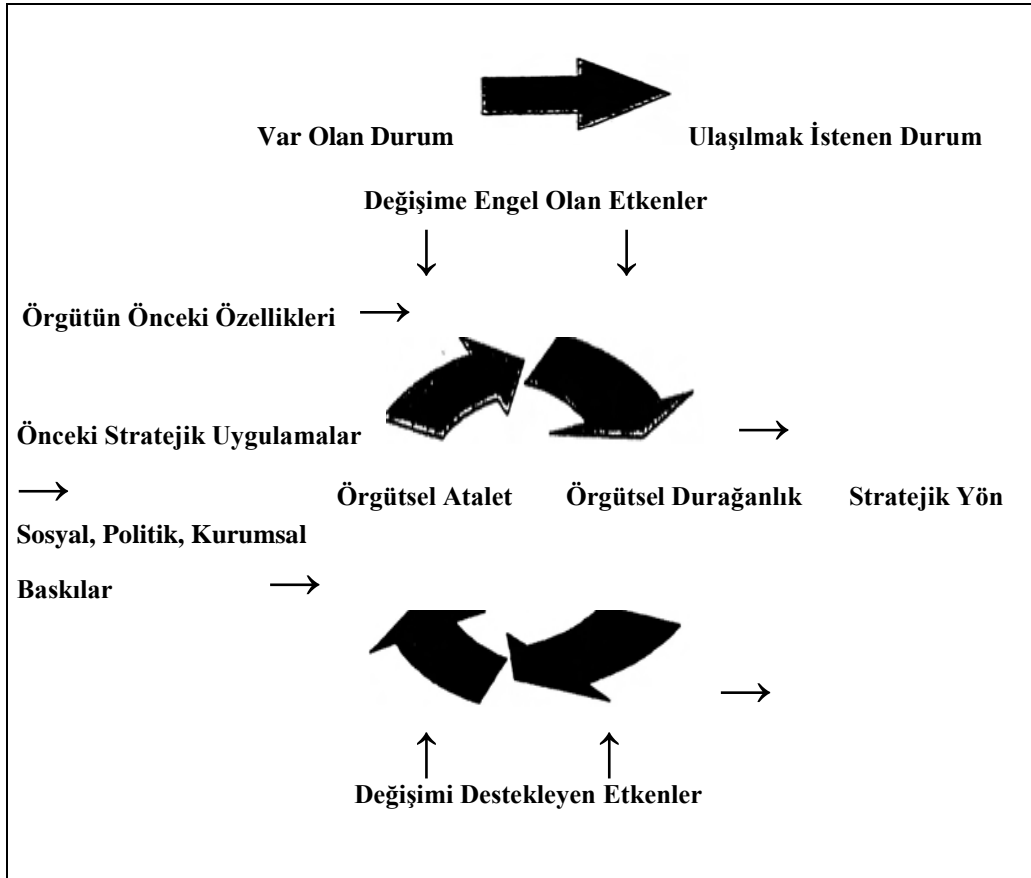 Var Olan Durum Ulaşılmak İstenen Durum
Değişime Engel Olan Etkenler
Örgütün Önceki Özellikleri
Önceki Stratejik Uygulamalar
Örgütsel Atalet Örgütsel Durağanlık Stratejik Yön
Sosyal, Politik, Kurumsal
Baskılar
Değişimi Destekleyen Etkenler